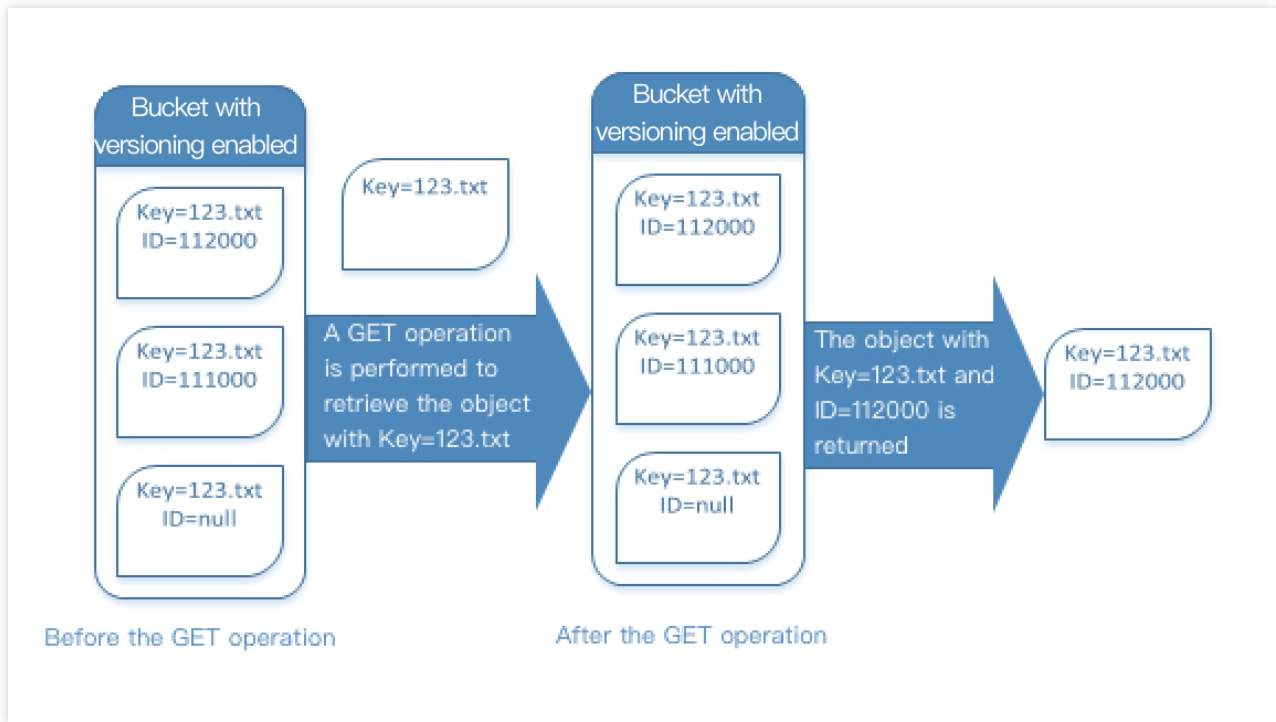 Bucket with
versioning enabled
Key=123.txt
ID=112000
Key=123.txt
ID=111000
Key=123.txt
ID=null
Before the GET operation
Key=123.txt
A GET operation
is performed to
retrieve the object
with Key=123.txt
Bucket with
versioning enabled
Key=123.txt
ID=112000
Key=123.txt
ID=111000
Key=123.txt
ID=null
After the GET operation
The object with
Key=123.txt and
ID=112000 is
returned
Key=123.txt
ID=112000